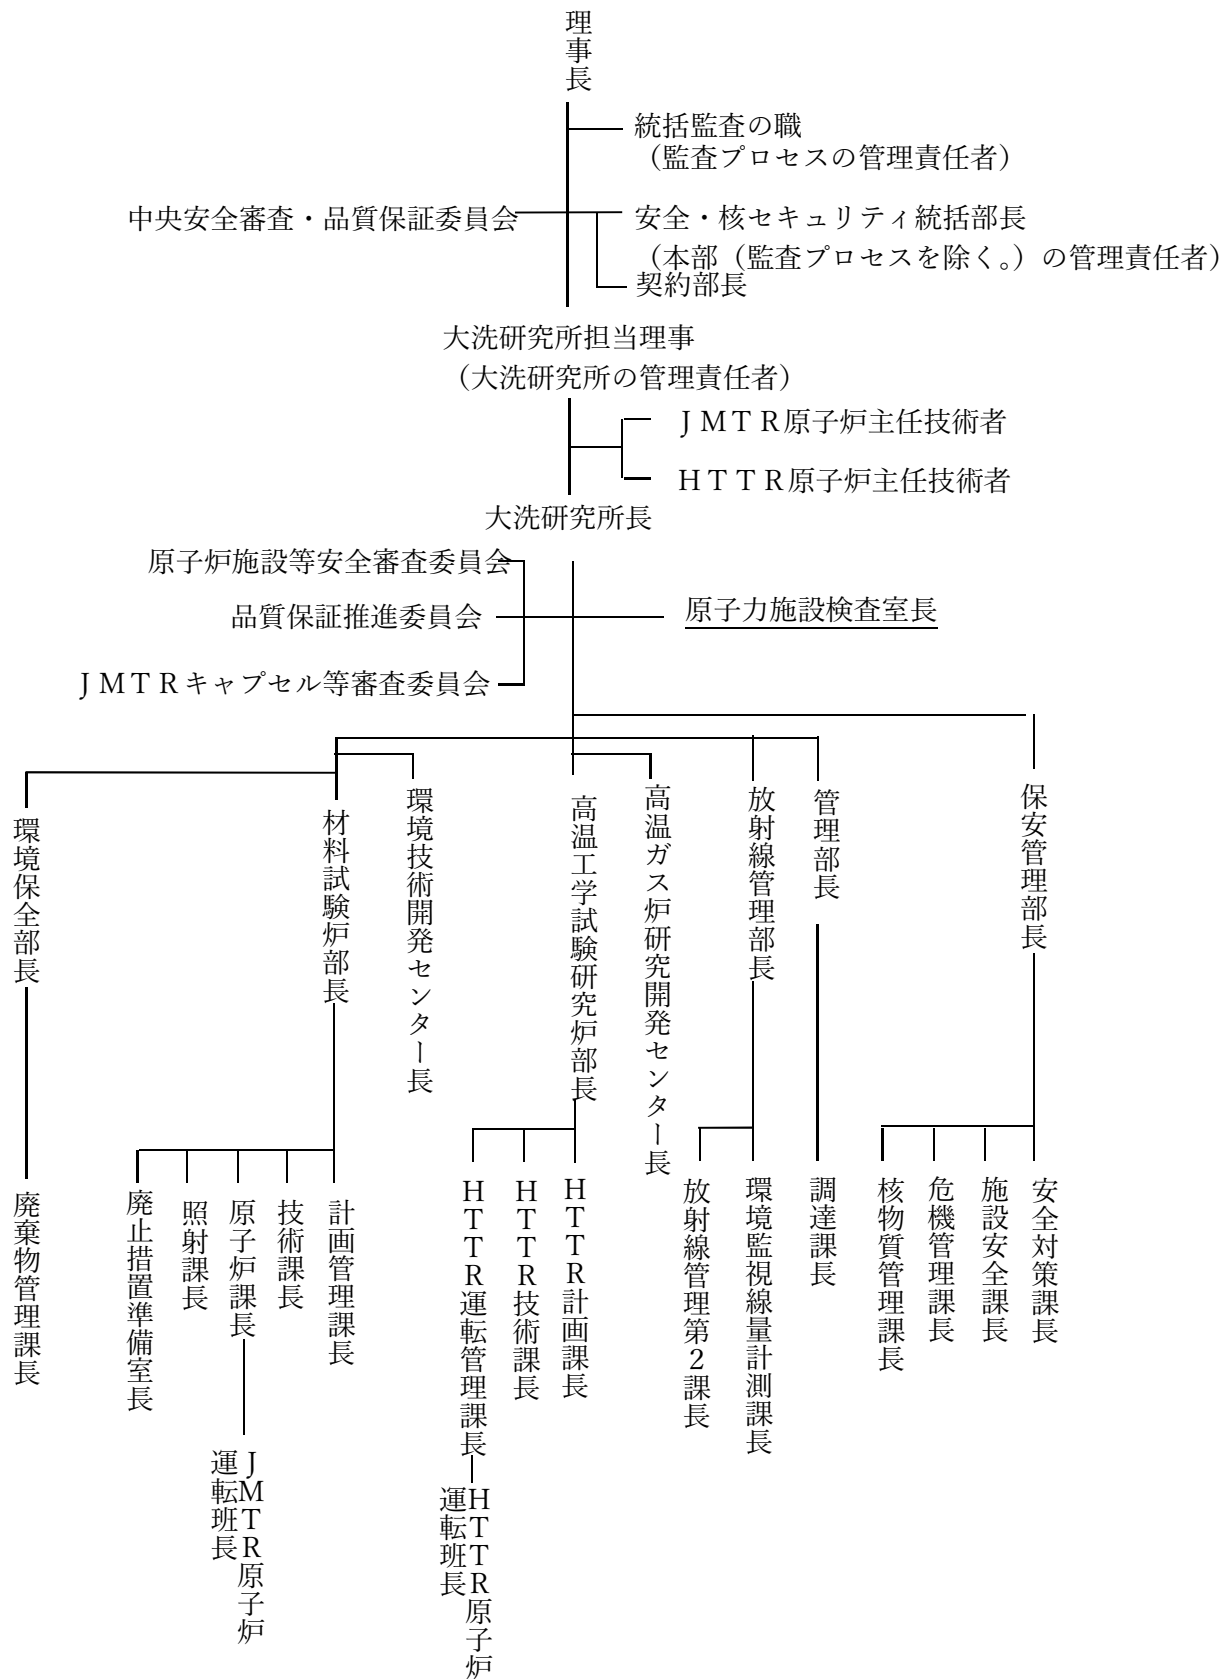 理事長
統括監査の職
（監査プロセスの管理責任者）
中央安全審査・品質保証委員会
安全・核セキュリティ統括部長
（本部（監査プロセスを除く。）の管理責任者）
契約部長
大洗研究所担当理事
（大洗研究所の管理責任者）
ＪＭＴＲ原子炉主任技術者
ＨＴＴＲ原子炉主任技術者
大洗研究所長
原子炉施設等安全審査委員会
品質保証推進委員会
原子力施設検査室長
ＪＭＴＲキャプセル等審査委員会
環境保全部長
材料試験炉部長
環境技術開発センター長
高温工学試験研究炉部長
高温ガス炉研究開発センター長
放射線管理部長
管理部長
保安管理部長
廃棄物管理課長
廃止措置準備室長
照射課長
原子炉課長
技術課長
計画管理課長
ＨＴＴＲ運転管理課長
ＨＴＴＲ技術課長
ＨＴＴＲ計画課長
放射線管理第２課長
環境監視線量計測課長
調達課長
核物質管理課長
危機管理課長
施設安全課長
安全対策課長
ＪＭＴＲ原子炉
運転班長
ＨＴＴＲ原子炉
運転班長